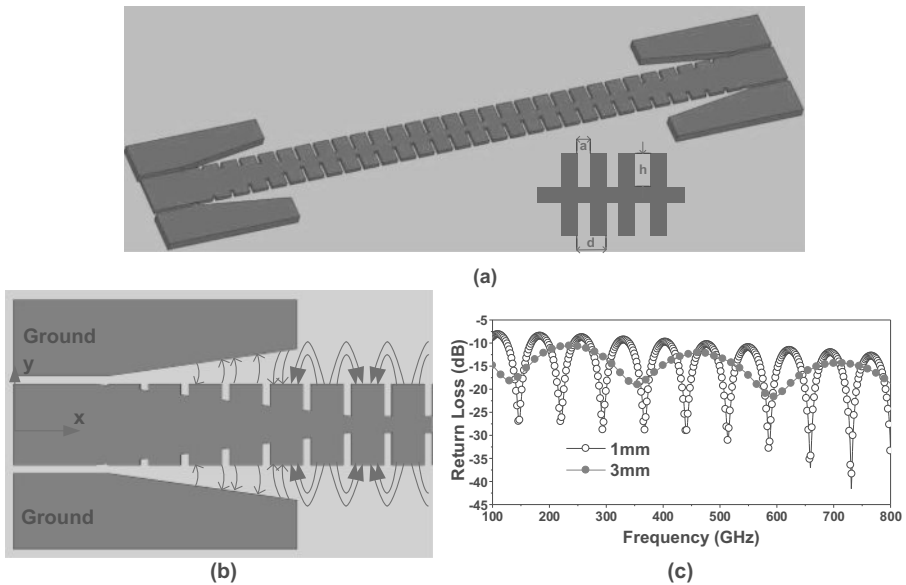 a
h
d
(a)
Ground
y
x
Ground
(b)
Return Loss (dB)
-5
-10
-15
-20
-25
-30
-35
-40
-45
1mm
3mm
100 200 300 400 500 600 700 800
Frequency (GHz)
(c)